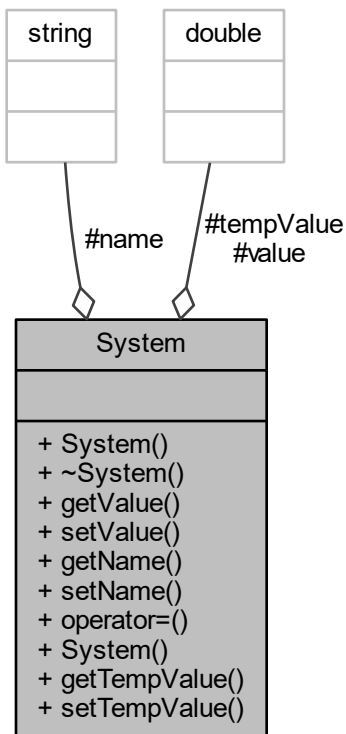 string
double
#name
#tempValue
#value
System
+ System()
+ ~System()
+ getValue()
+ setValue()
+ getName()
+ setName()
+ operator=()
+ System()
+ getTempValue()
+ setTempValue()